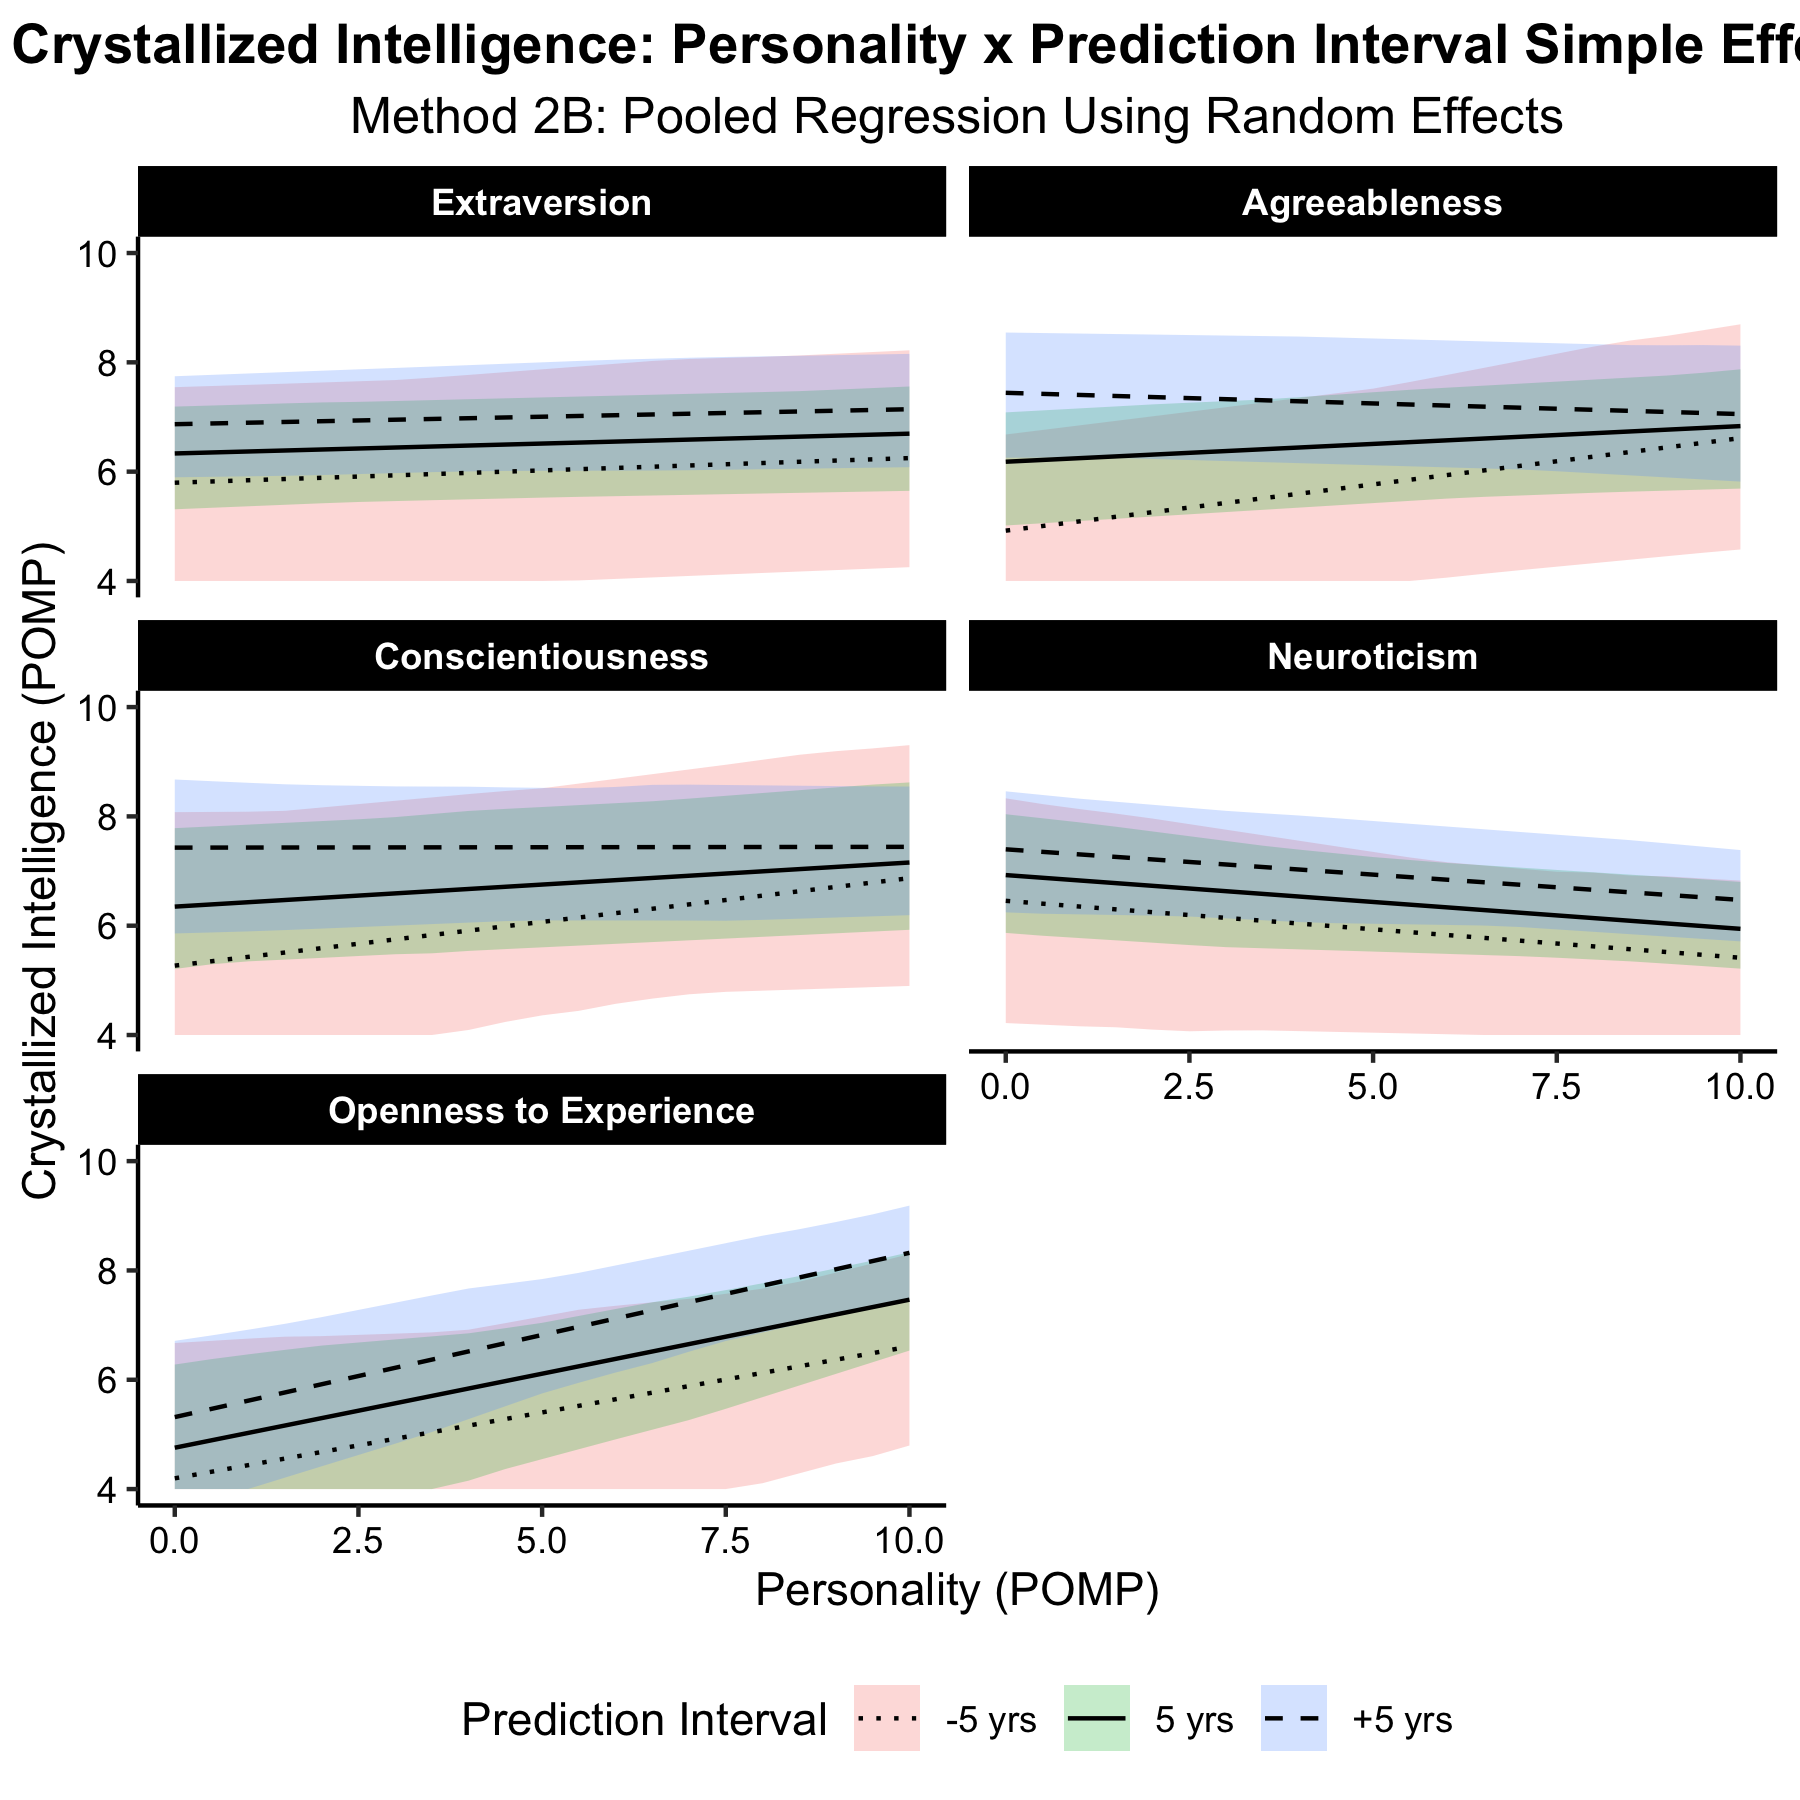 Crystallized Intelligence: Personality x Prediction Interval Simple
Method 2B: Pooled Regression Using Random Effects
Extraversion
Agreeableness
10
8
6
4
Conscientiousness
Neuroticism
10
8
6
4
0.0 2.5 5.0 7.5 10.0
Openness to Experience
10
8
6
4
0.0 2.5 5.0 7.5 10.0
Crystallized Intelligence (POMP)
Personality (POMP)
Prediction Interval -5 yrs 5 yrs +5 yrs